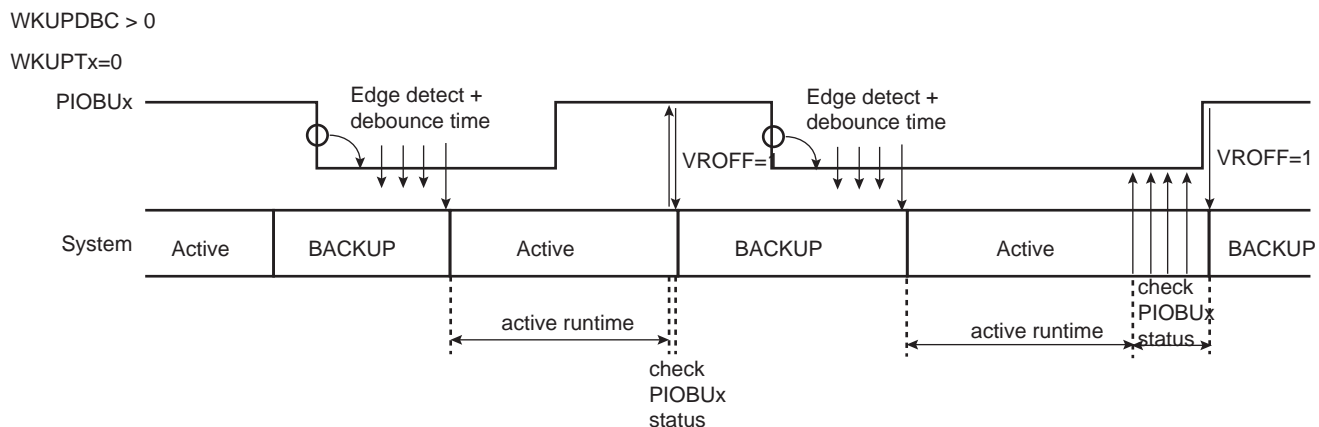 WKUPDBC > 0
WKUPTx=0
PIOBUx
Edge detect +
debounce time
VROFF=1
Edge detect +
debounce time
VROFF=1
System
Active
BACKUP
Active
BACKUP
Active
BACKUP
active runtime
check
PIOBUx
status
active runtime
check
PIOBUx
status